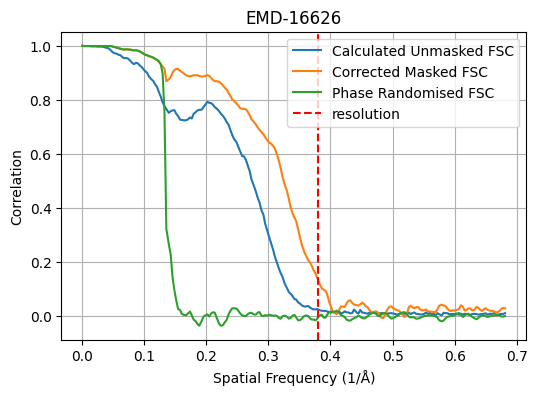 EMD-16626
Calculated Unmasked FSC
Corrected Masked FSC
Phase Randomised FSC
resolution
Correlation
1.0
0.8
0.6
0.4
0.2
0.0
0.0 0.1 0.2 0.3 0.4 0.5 0.6 0.7
Spatial Frequency (1/Å)